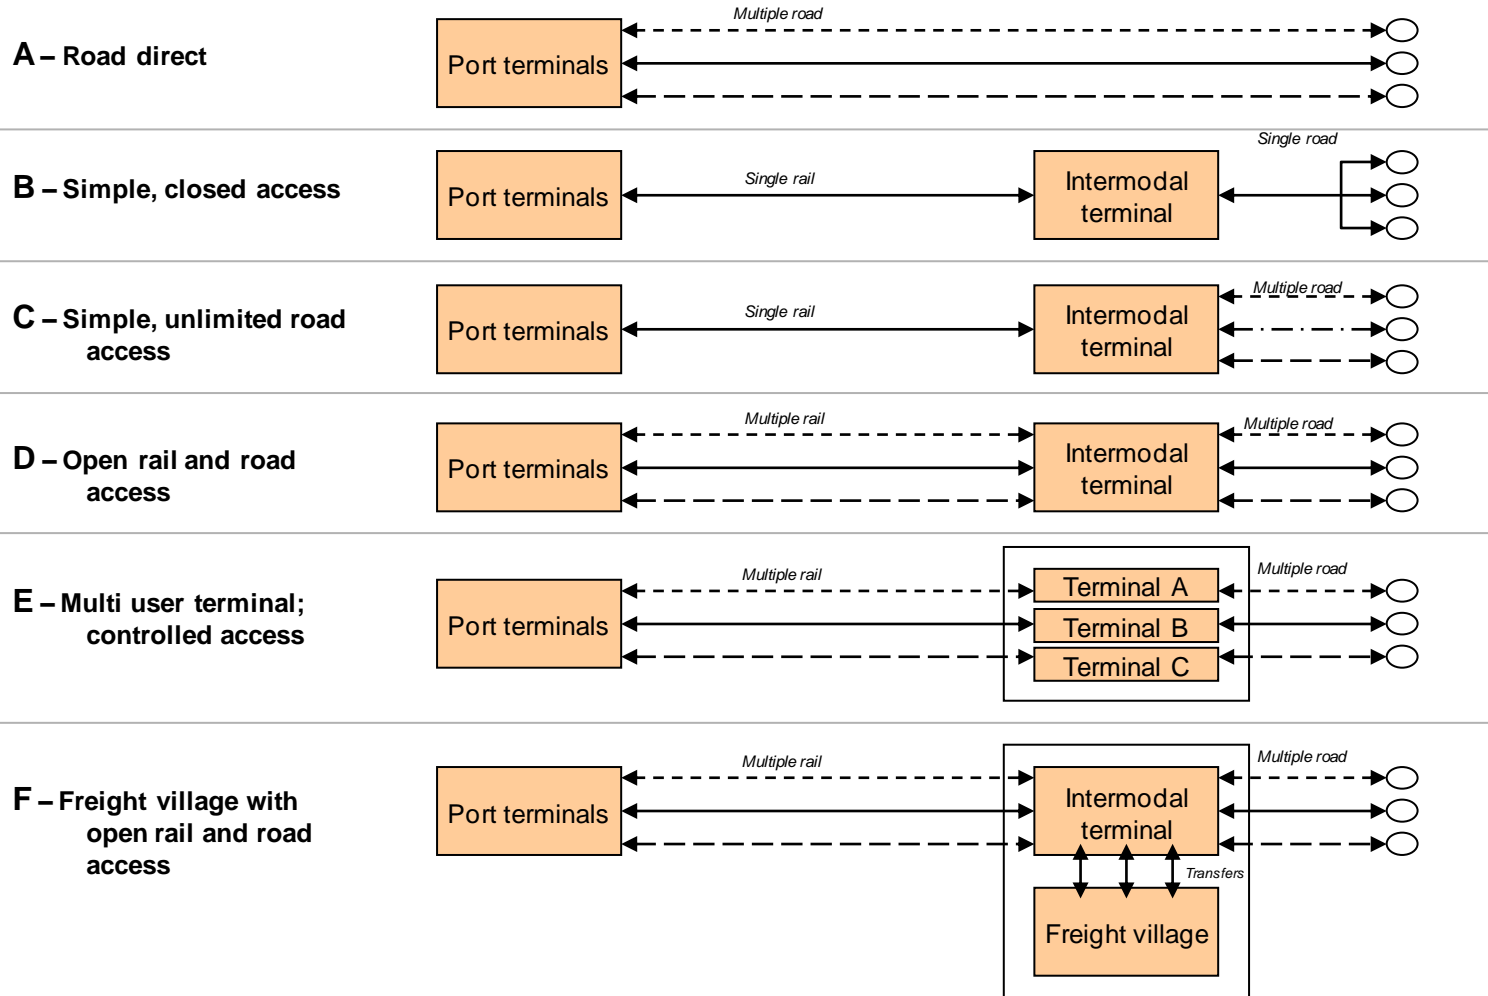 Multiple road
A – Road direct
Port terminals
Single road
B – Simple, closed access
Port terminals
Single rail
Intermodal
terminal
C – Simple, unlimited road
access
Port terminals
Single rail
Intermodal
terminal
Multiple road
D – Open rail and road
access
Port terminals
Multiple rail
Intermodal
terminal
Multiple road
E – Multi user terminal;
controlled access
Port terminals
Multiple rail
Terminal A
Terminal B
Terminal C
Multiple road
F – Freight village with
open rail and road
access
Port terminals
Multiple rail
Intermodal
terminal
Multiple road
Transfers
Freight village